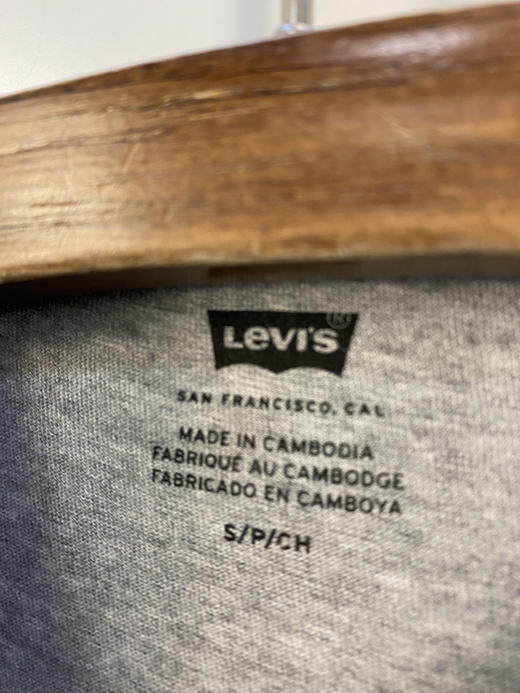 Levi's®
SAN FRANCISCO, CAL
MADE IN CAMBODIA
FABRIQUÉ AU CAMBODGE
FABRICADO EN CAMBOYA
S/P/CH